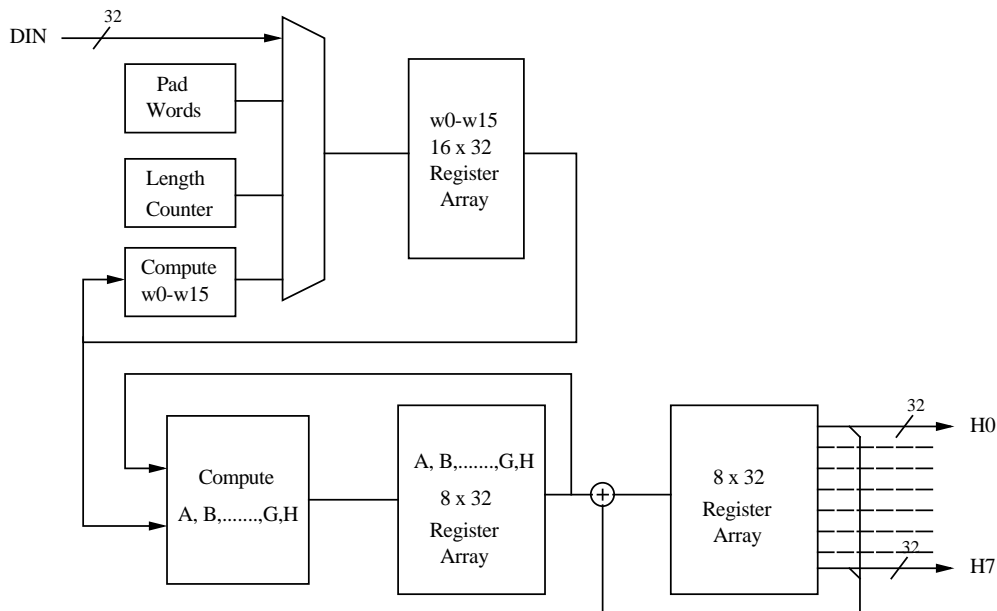 DIN
32
Pad
Words
Length
Counter
Compute
w0-w15
w0-w15
16 x 32
Register
Array
Compute
A, B,.......,G,H
A, B,.......,G,H
8 x 32
Register
Array
+
8 x 32
Register
Array
32
H0
32
H7